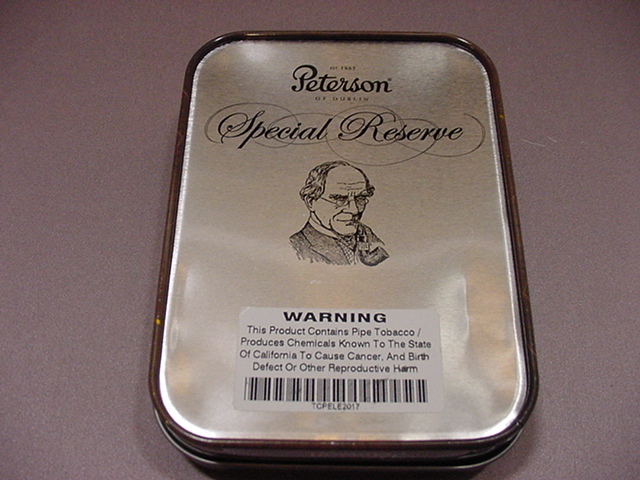 Peterson
OF DUBLIN
Special Reserve
WARNING
This Product Contains Pipe Tobacco /
Produces Chemicals Known To The State
Of California To Cause Cancer, And Birth
Defect Or Other Reproductive Harm
TCPELE2017